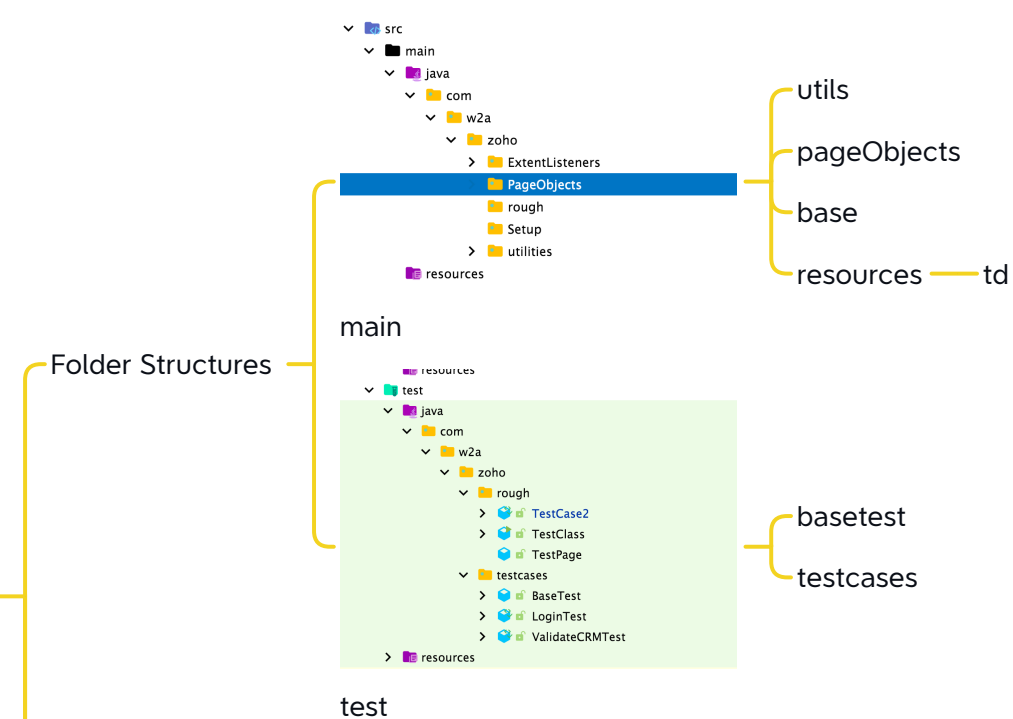 src
main
java
com
w2a
zoho
ExtentListeners
PageObjects
rough
Setup
utilities
resources
main
utils
pageObjects
base
resources
td
Folder Structures
resources
test
java
com
w2a
zoho
rough
TestCase2
TestClass
TestPage
testcases
BaseTest
LoginTest
ValidateCRMTest
resources
test
basetest
testcases